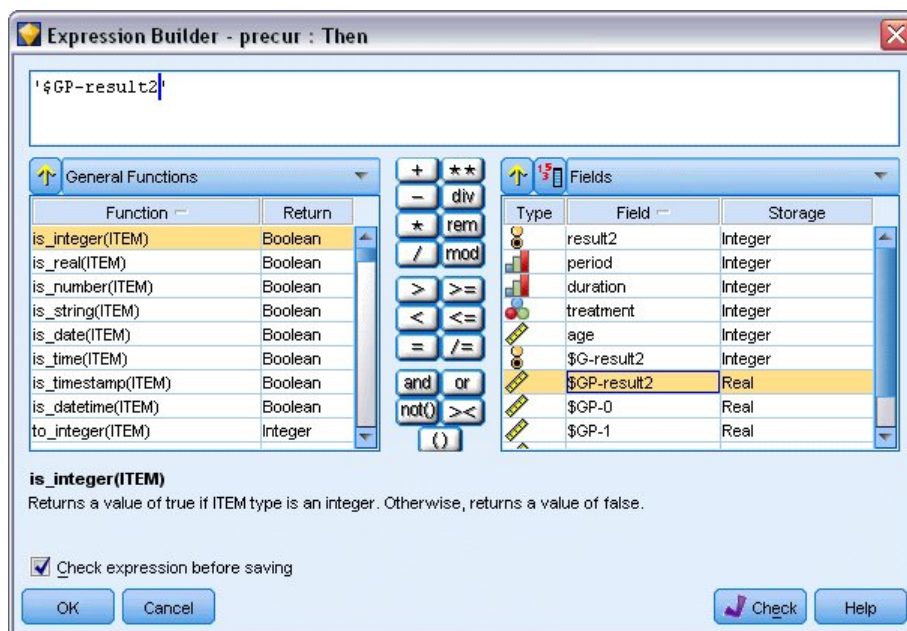 Expression Builder - precur : Then
'$GP-result2'
General Functions
Function Return
is_integer(ITEM) Boolean
is_real(ITEM) Boolean
is_number(ITEM) Boolean
is_string(ITEM) Boolean
is_date(ITEM) Boolean
is_time(ITEM) Boolean
is_timestamp(ITEM) Boolean
is_datetime(ITEM) Boolean
to_integer(ITEM) Integer
+ **
- div
* rem
/ mod
> >=
< <=
= /=
and or
not() ><
()
Fields
Type Field Storage
result2 Integer
period Integer
duration Integer
treatment Integer
age Integer
$G-result2 Integer
$GP-result2 Real
$GP-0 Real
$GP-1 Real
is_integer(ITEM)
Returns a value of true if ITEM type is an integer. Otherwise, returns a value of false.
Check expression before saving
OK Cancel Check Help